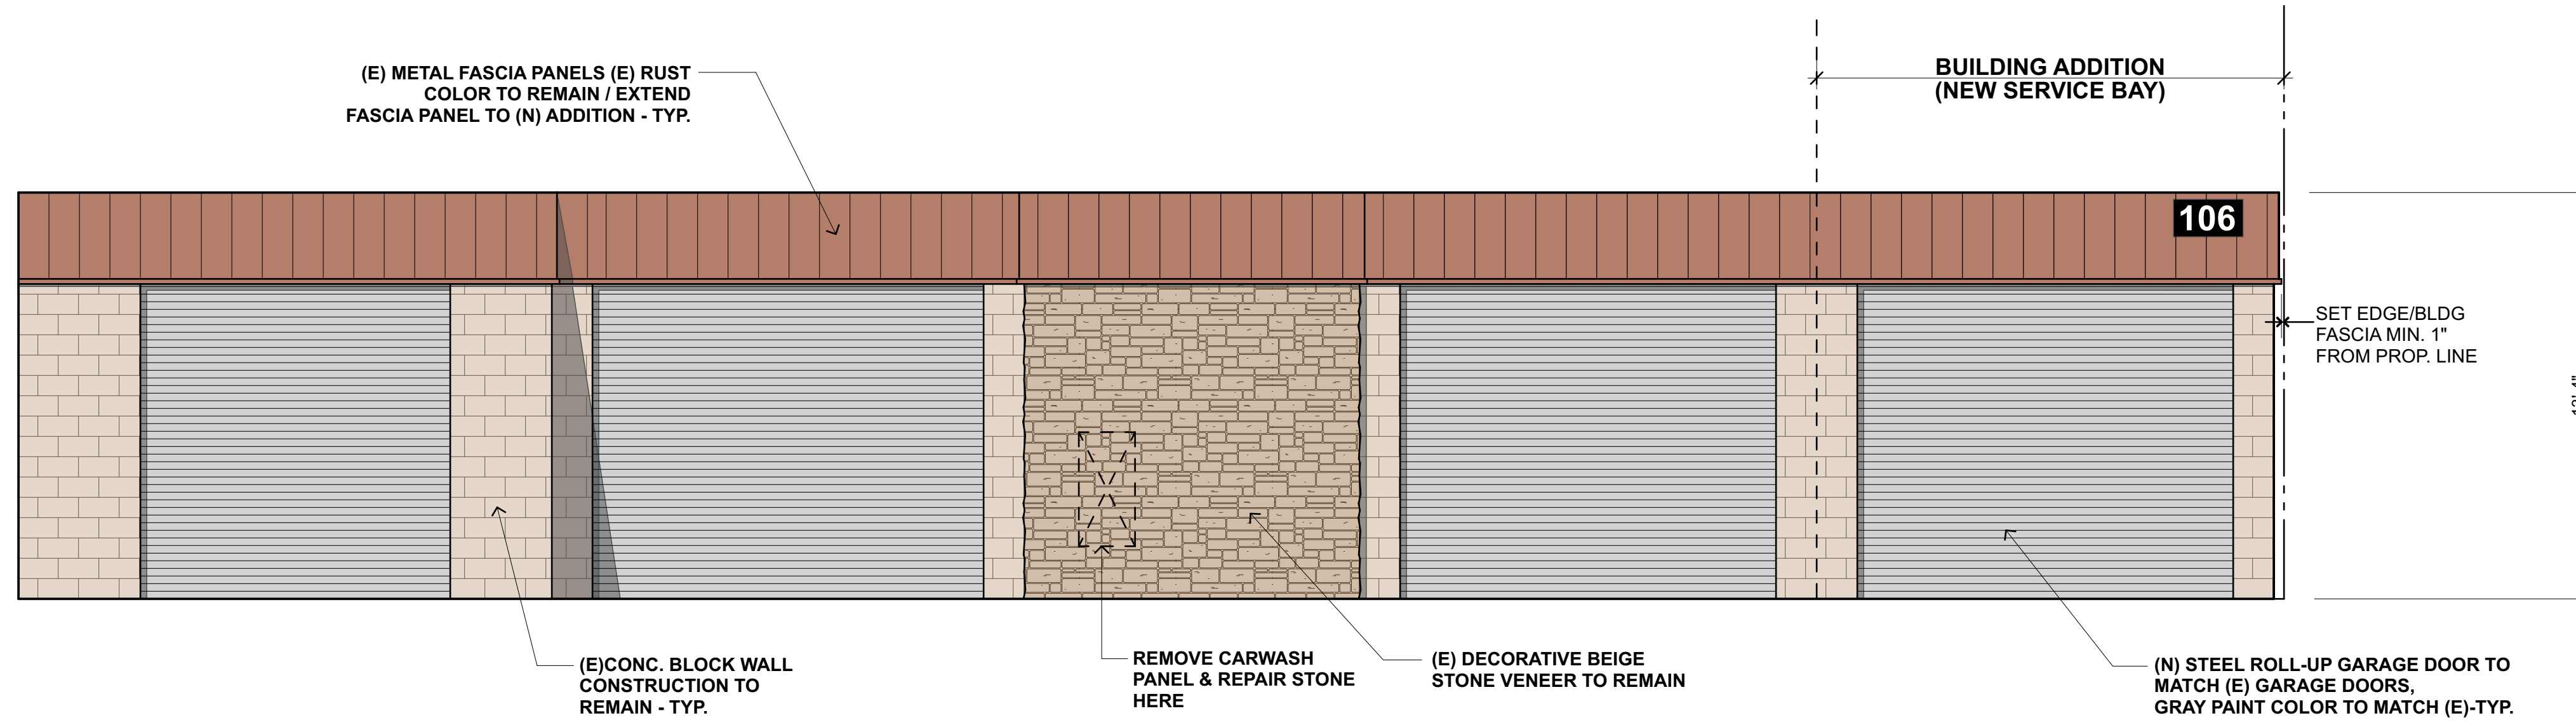 (E) METAL FASCIA PANELS (E) RUST
COLOR TO REMAIN / EXTEND
FASCIA PANEL TO (N) ADDITION - TYP.
BUILDING ADDITION
(NEW SERVICE BAY)
106
SET EDGE/BLDG
FASCIA MIN. 1"
FROM PROP. LINE
(E)CONC. BLOCK WALL
CONSTRUCTION TO
REMAIN - TYP.
REMOVE CARWASH
PANEL & REPAIR STONE
HERE
(E) DECORATIVE BEIGE
STONE VENEER TO REMAIN
(N) STEEL ROLL-UP GARAGE DOOR TO
MATCH (E) GARAGE DOORS,
GRAY PAINT COLOR TO MATCH (E)-TYP.